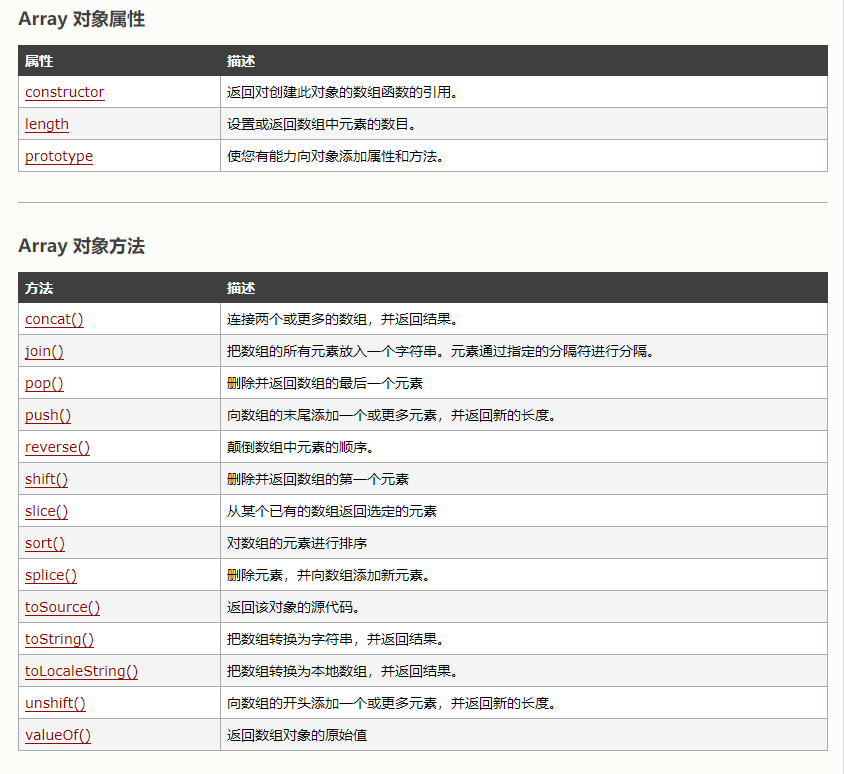 Array 对象属性
属性 描述
constructor 返回对创建此对象的数组函数的引用。
length 设置或返回数组中元素的数目。
prototype 使您有能力向对象添加属性和方法。
Array 对象方法
方法 描述
concat() 连接两个或更多的数组，并返回结果。
join() 把数组的所有元素放入一个字符串。元素通过指定的分隔符进行分隔。
pop() 删除并返回数组的最后一个元素
push() 向数组的末尾添加一个或更多元素，并返回新的长度。
reverse() 颠倒数组中元素的顺序。
shift() 删除并返回数组的第一个元素
slice() 从某个已有的数组返回选定的元素
sort() 对数组的元素进行排序
splice() 删除元素，并向数组添加新元素。
toSource() 返回该对象的源代码。
toString() 把数组转换为字符串，并返回结果。
toLocaleString() 把数组转换为本地数组，并返回结果。
unshift() 向数组的开头添加一个或更多元素，并返回新的长度。
valueOf() 返回数组对象的原始值